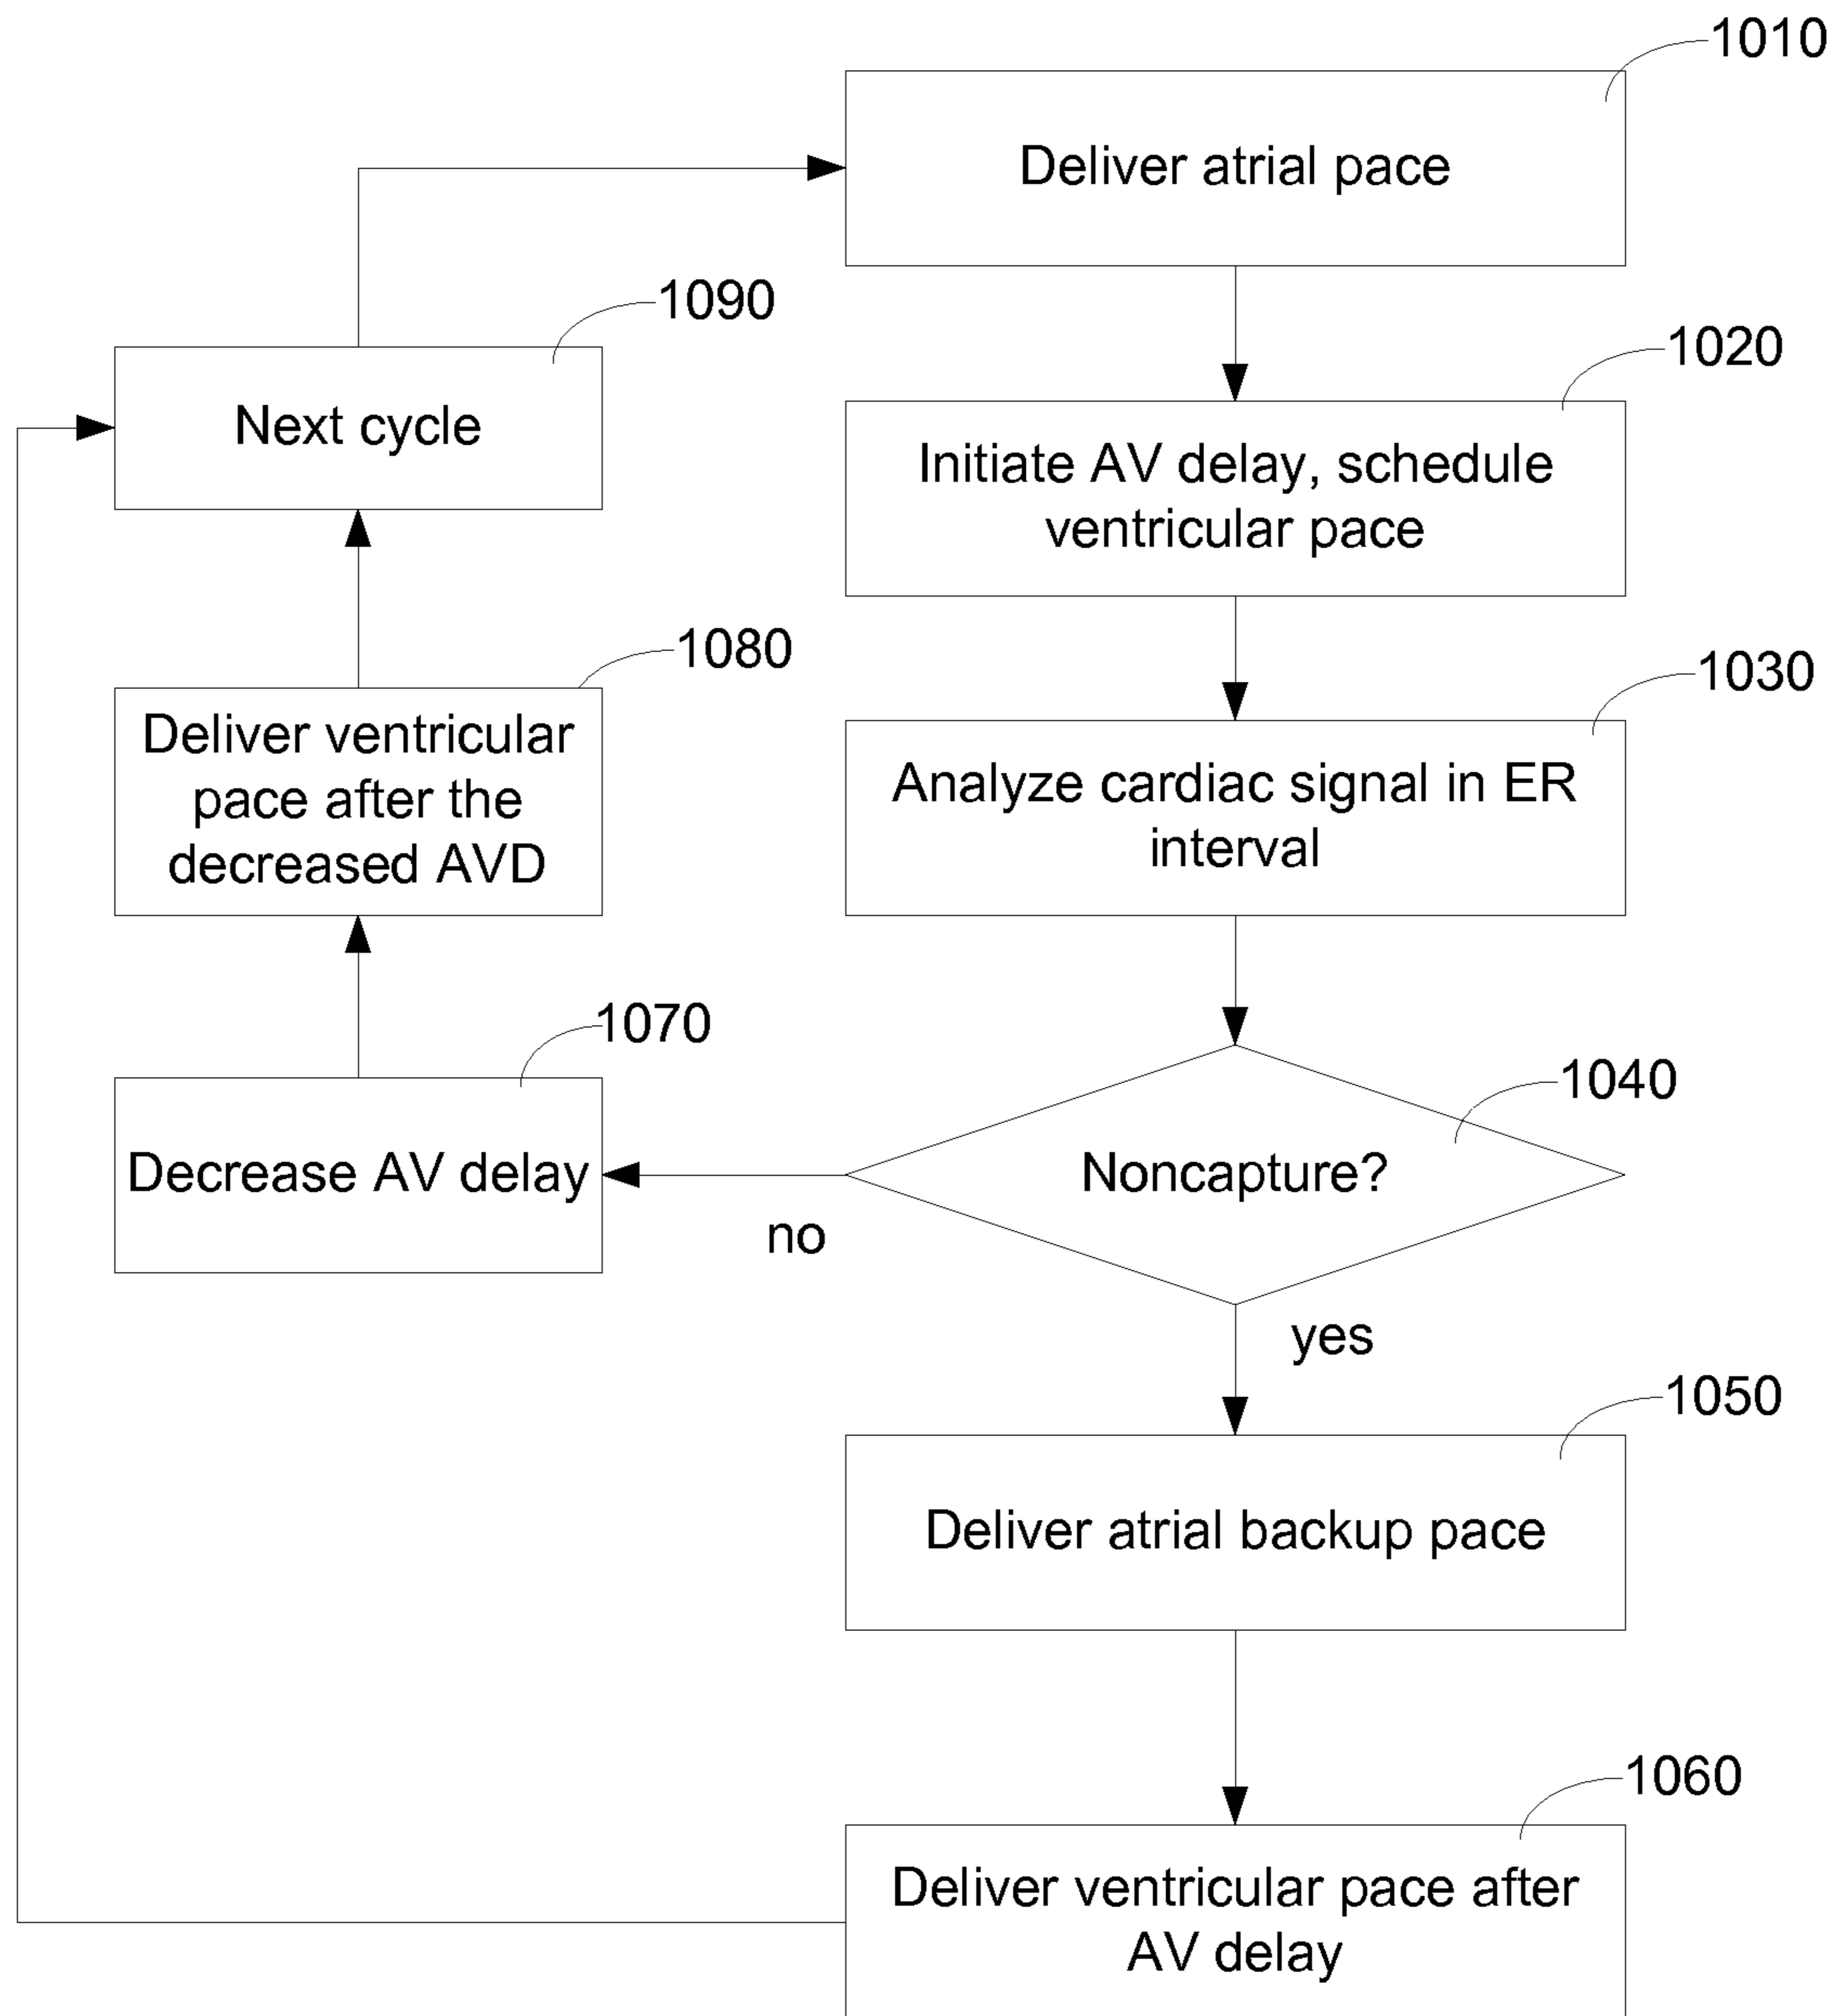 1010
Deliver atrial pace
1090
Next cycle
1020
Initiate AV delay, schedule
ventricular pace
1080
Deliver ventricular
pace after the
decreased AVD
1030
Analyze cardiac signal in ER
interval
1070
Decrease AV delay
1040
Noncapture?
no
yes
1050
Deliver atrial backup pace
1060
Deliver ventricular pace after
AV delay